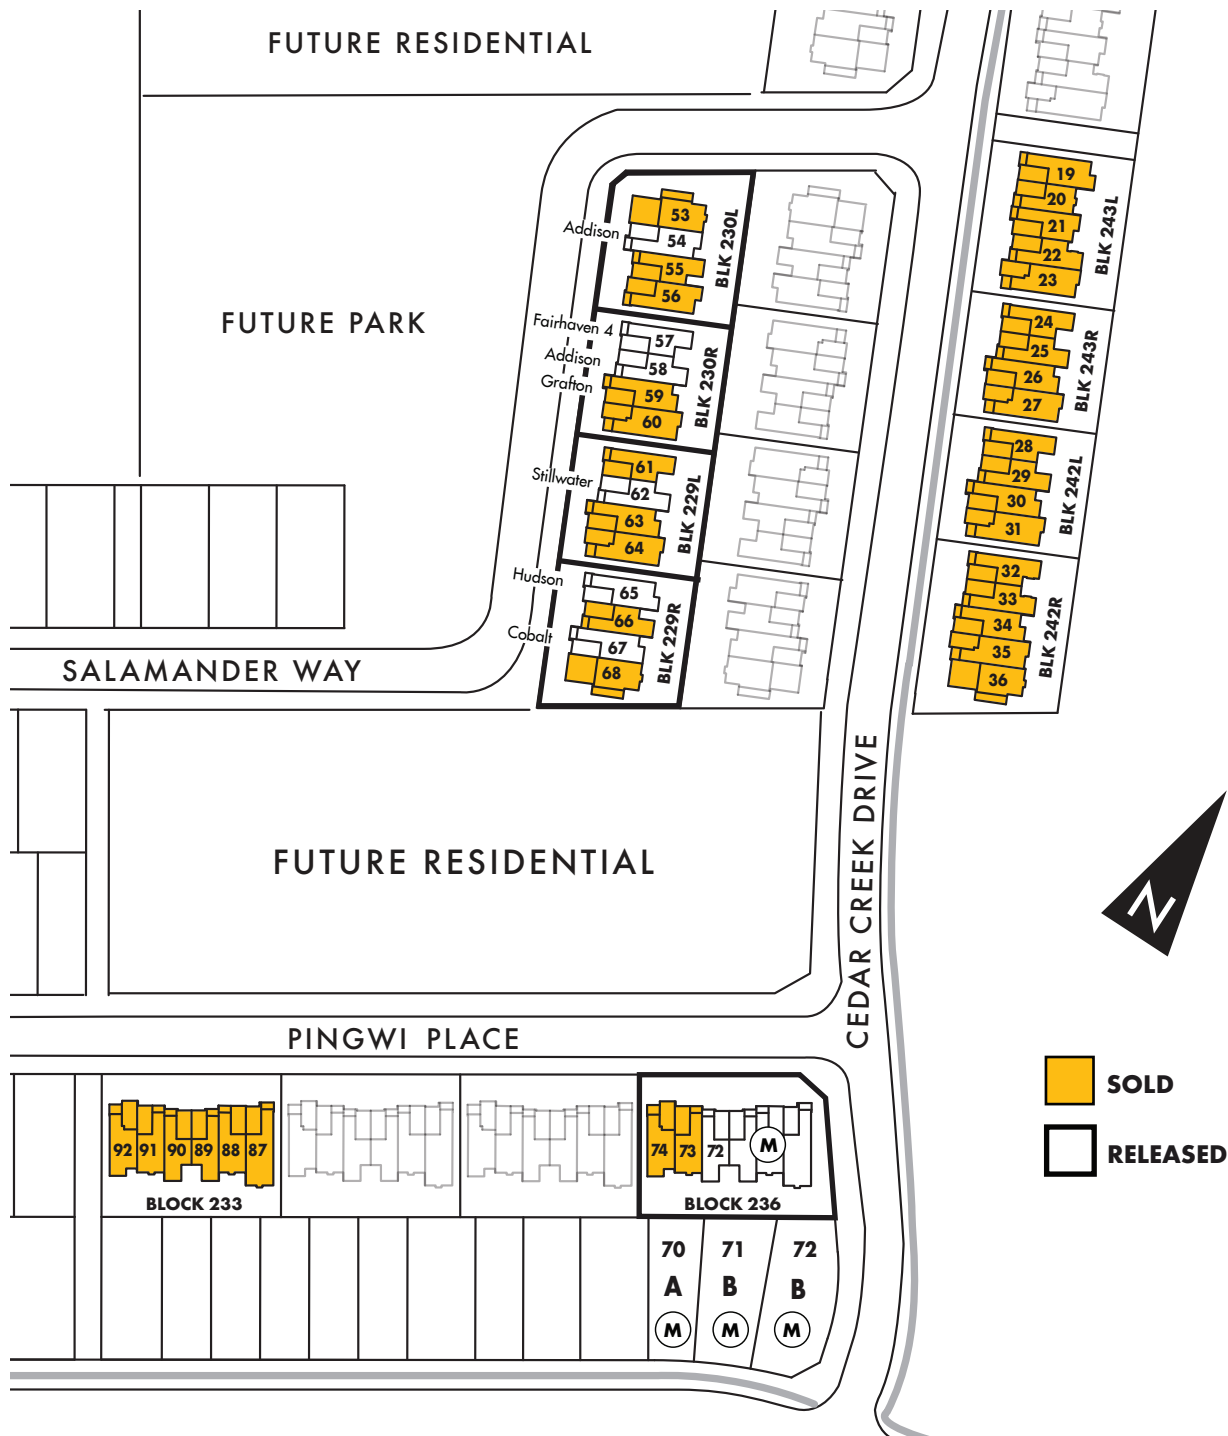 FUTURE RESIDENTIAL
19
20
21
22
23
BLK 243L
53
Addison
54
55
56
BLK 230L
FUTURE PARK
Fairhaven 4
57
Addison
58
Grafton
59
60
BLK 230R
24
25
26
27
BLK 243R
61
Stillwater
62
63
64
BLK 229L
28
29
30
31
BLK 242L
Hudson
65
66
Cobalt
67
68
BLK 229R
32
33
34
35
36
BLK 242R
SALAMANDER WAY
FUTURE RESIDENTIAL
CEDAR CREEK DRIVE
N
PINGWI PLACE
SOLD
RELEASED
92 91 90 89 88 87
BLOCK 233
74 73 72 M
BLOCK 236
70 71 72
A B B
M M M